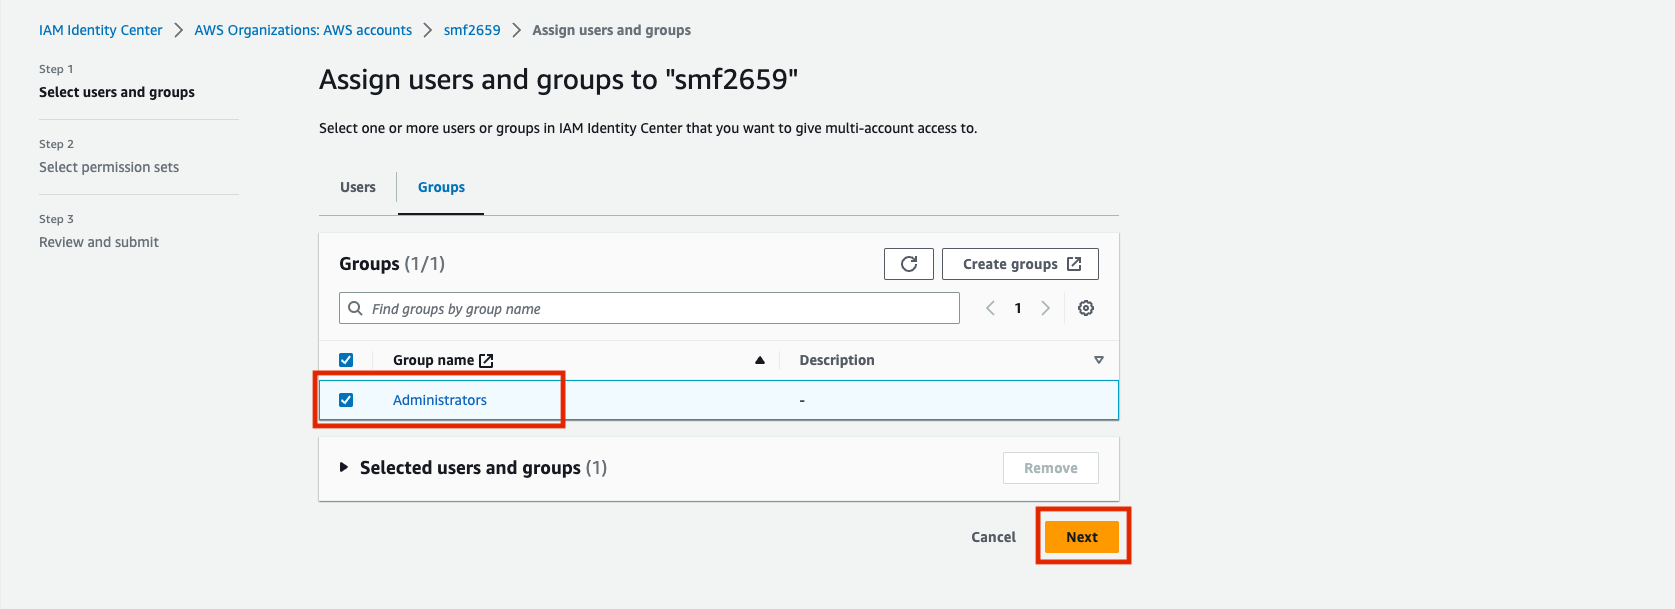 IAM Identity Center > AWS Organizations: AWS accounts > smf2659 > Assign users and groups
Step 1
Select users and groups
Step 2
Select permission sets
Step 3
Review and submit
Assign users and groups to "smf2659"
Select one or more users or groups in IAM Identity Center that you want to give multi-account access to.
Users Groups
Groups (1/1) Create groups
Find groups by group name 1
Group name Description
Administrators -
Selected users and groups (1) Remove
Cancel Next